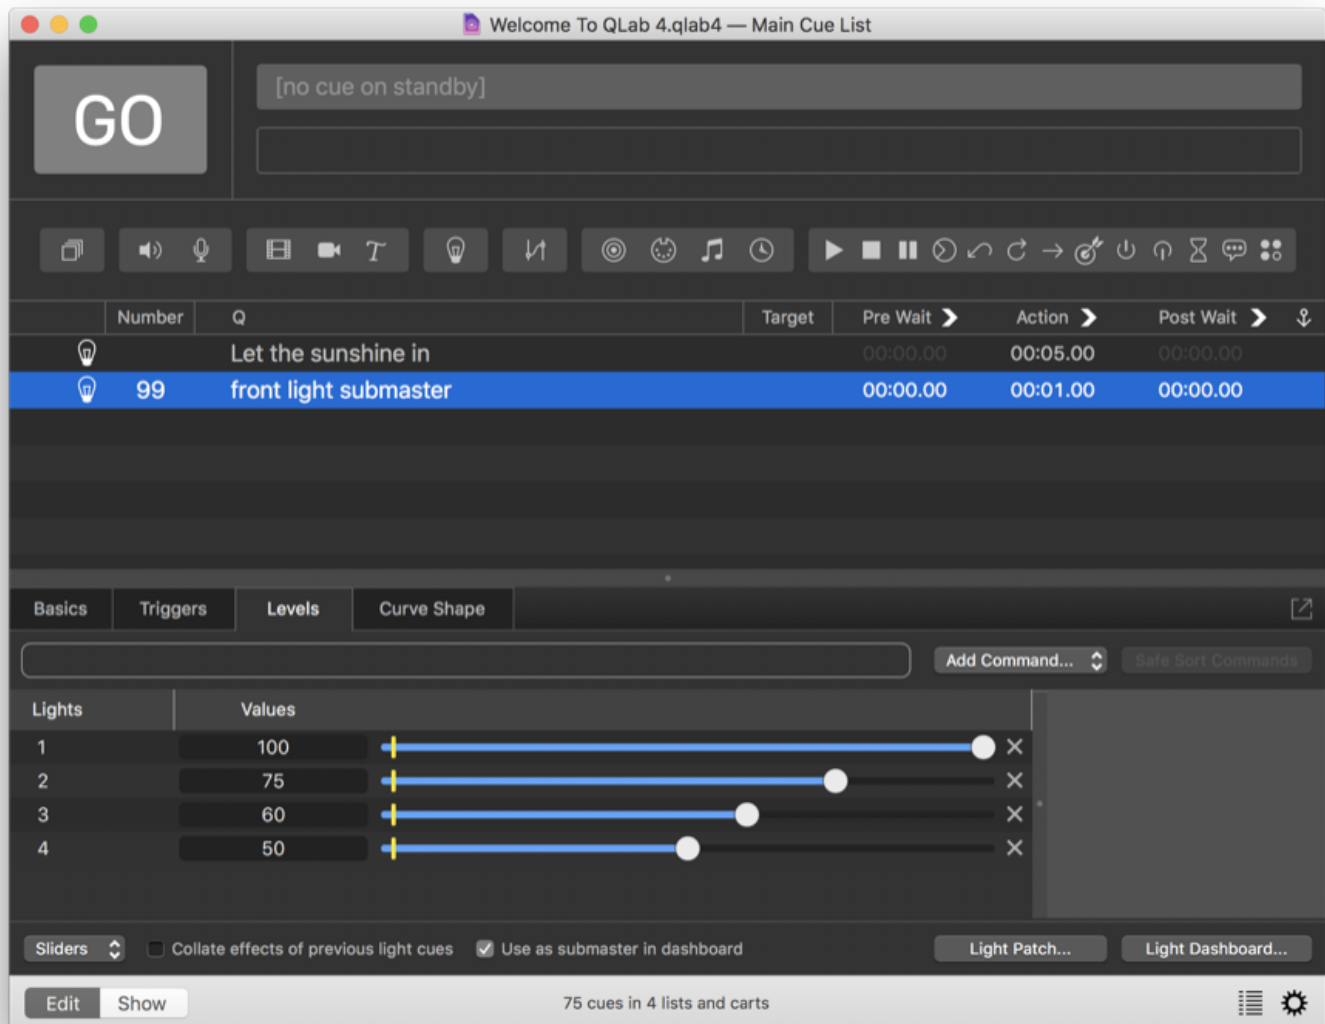 Welcome To QLab 4.qlab4 — Main Cue List
GO
[no cue on standby]
Number Q Target Pre Wait Action Post Wait
Let the sunshine in 00:00.00 00:05.00 00:00.00
99 front light submaster 00:00.00 00:01.00 00:00.00
Basics Triggers Levels Curve Shape
Add Command... Safe Sort Commands
Lights Values
1 100
2 75
3 60
4 50
Sliders Collate effects of previous light cues Use as submaster in dashboard Light Patch... Light Dashboard...
Edit Show 75 cues in 4 lists and carts